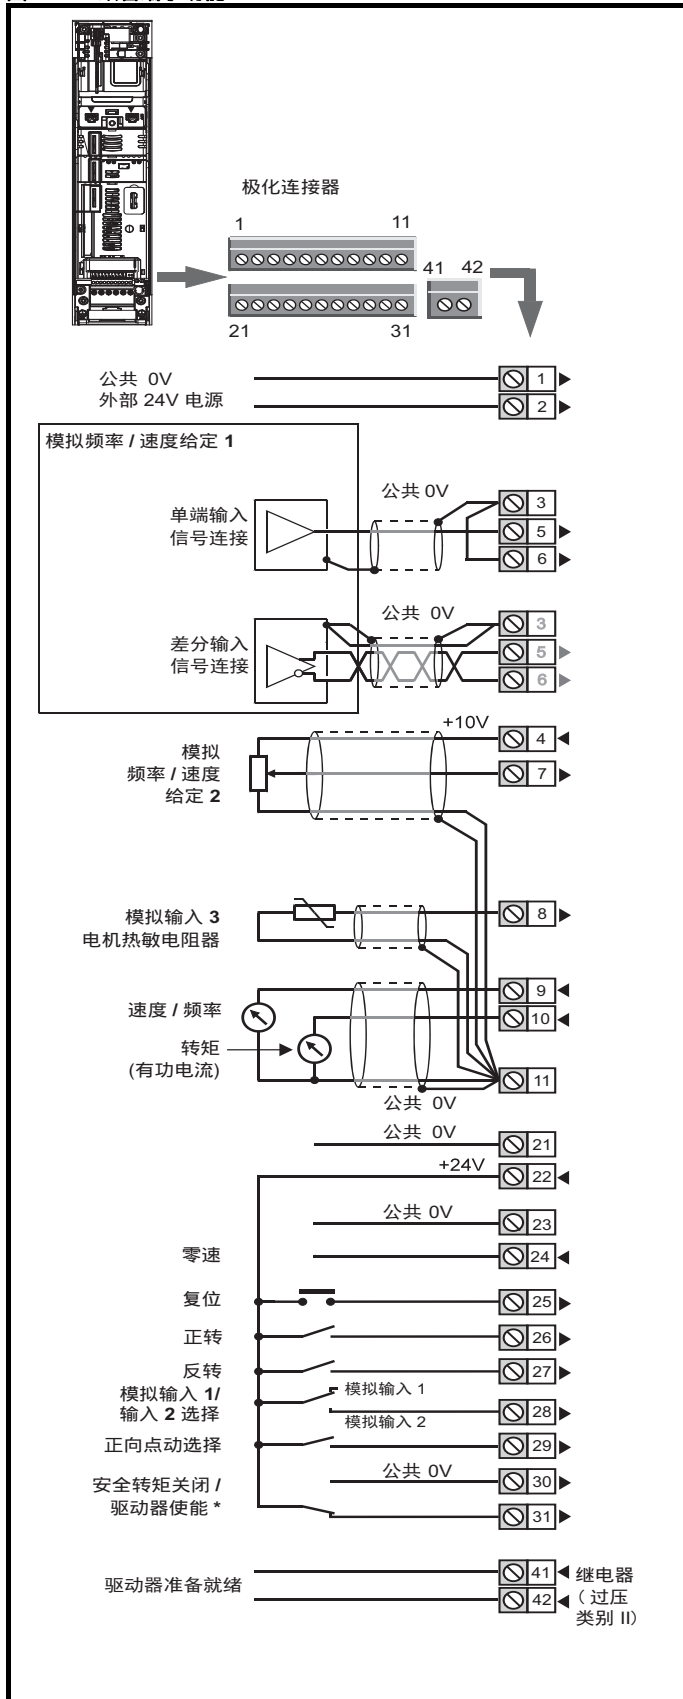 极化连接器
1 11
41 42
21 31
公共 0V
外部 24V 电源
1
2
模拟频率 / 速度给定 1
公共 0V
单端输入
信号连接
3
5
6
公共 0V
差分输入
信号连接
3
5
6
+10V
模拟
频率 / 速度
给定 2
4
7
模拟输入 3
电机热敏电阻器
8
速度 / 频率
9
10
转矩
(有功电流)
11
公共 0V
公共 0V
21
+24V
22
公共 0V
23
零速
24
复位
25
正转
26
反转
27
模拟输入 1/
输入 2 选择
模拟输入 1
模拟输入 2
28
正向点动选择
29
公共 0V
30
安全转矩关闭 /
驱动器使能 *
31
驱动器准备就绪
41
42
继电器
( 过压
类别 II)